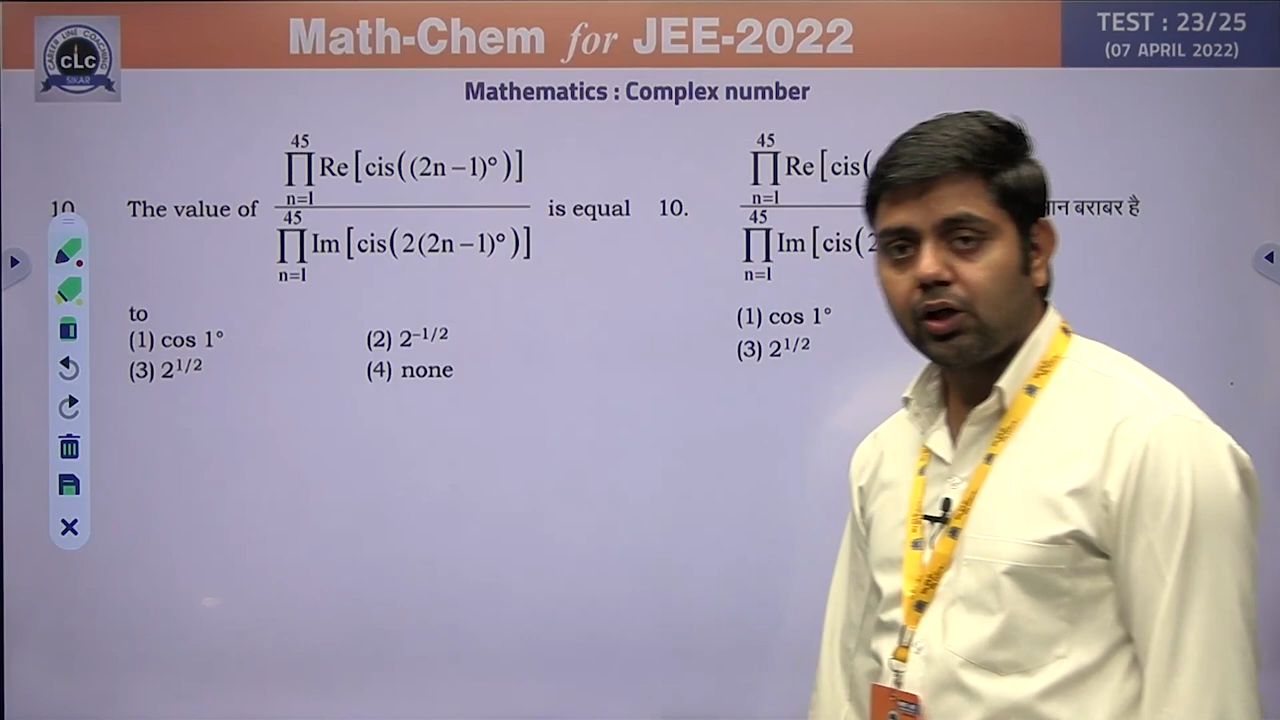 Math-Chem for JEE-2022
TEST : 23/25
(07 APRIL 2022)
CAREER LINE COACHING
CLC
SIKAR
Mathematics : Complex number
10. The value of
45
∏ Re[cis((2n–1)°)]
n=1
45
∏ Im[cis(2(2n–1)°)]
n=1
is equal
to
(1) cos 1°
(2) 2^{–1/2}
(3) 2^{1/2}
(4) none
10.
45
∏ Re[cis(
n=1
45
∏ Im[cis(2
n=1
बराबर है
(1) cos 1°
(3) 2^{1/2}